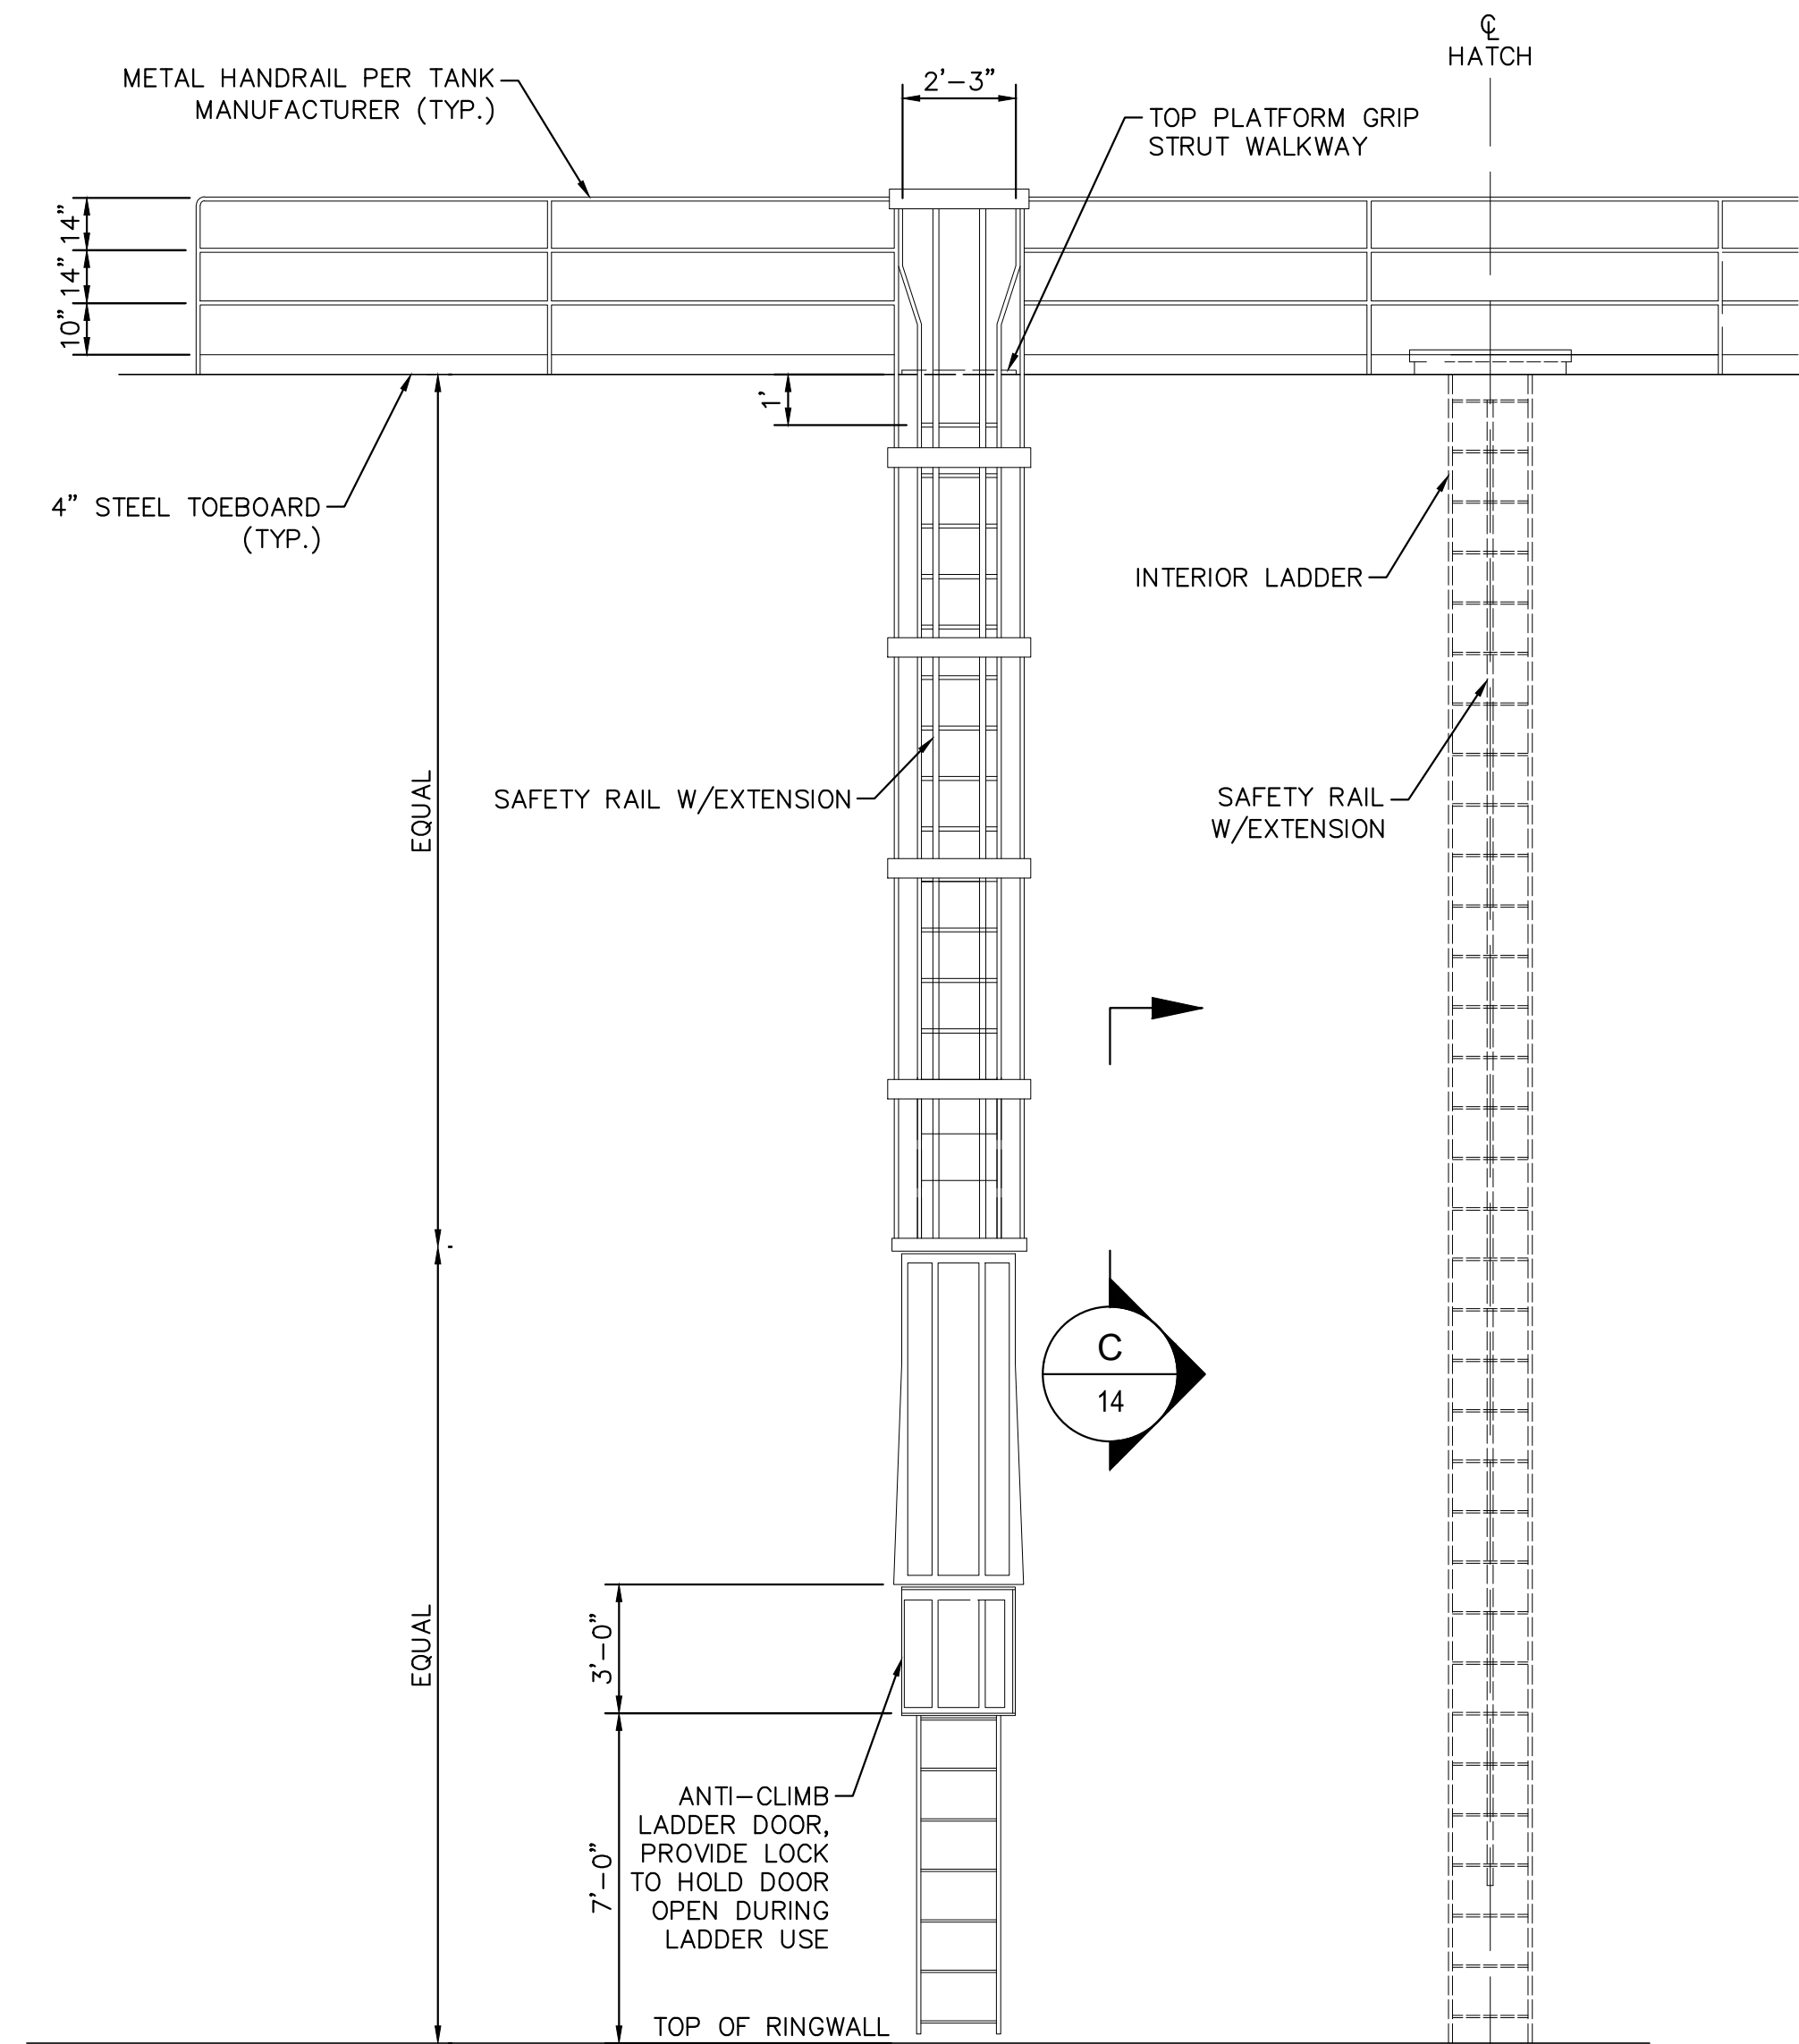 ℄
HATCH
METAL HANDRAIL PER TANK
MANUFACTURER (TYP.)
2'-3"
TOP PLATFORM GRIP
STRUT WALKWAY
14"
14"
10"
1'
4" STEEL TOEBOARD
(TYP.)
INTERIOR LADDER
EQUAL
SAFETY RAIL W/EXTENSION
SAFETY RAIL
W/EXTENSION
C
14
EQUAL
3'-0"
7'-0"
ANTI-CLIMB
LADDER DOOR,
PROVIDE LOCK
TO HOLD DOOR
OPEN DURING
LADDER USE
TOP OF RINGWALL